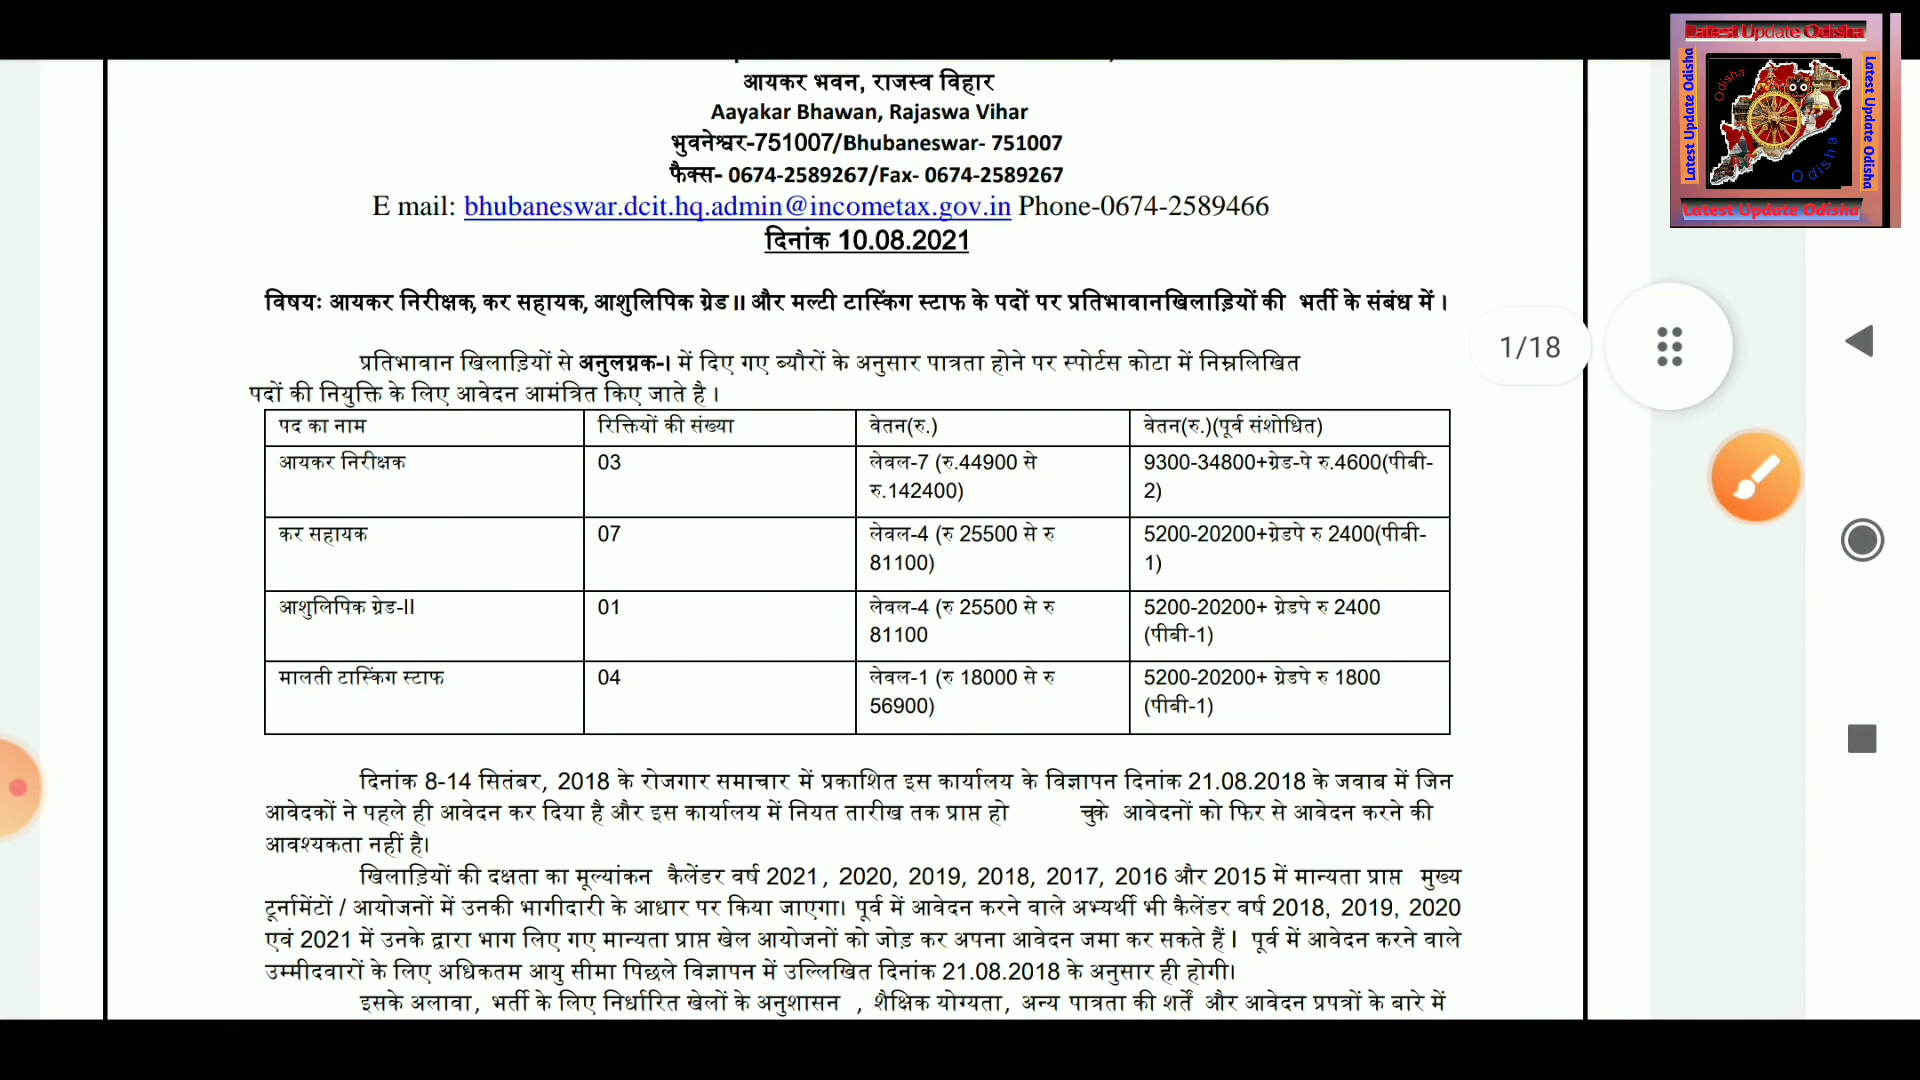 Latest Update Odisha
Latest Update Odisha
Latest Update Odisha
Odisha
Odisha
Latest Update Odisha
आयकर भवन, राजस्व विहार
Aayakar Bhawan, Rajaswa Vihar
भुवनेश्वर-751007/Bhubaneswar- 751007
फैक्स- 0674-2589267/Fax- 0674-2589267
E mail: bhubaneswar.dcit.hq.admin@incometax.gov.in Phone-0674-2589466
दिनांक 10.08.2021
विषयः आयकर निरीक्षक, कर सहायक, आशुलिपिक ग्रेड II और मल्टी टास्किंग स्टाफ के पदों पर प्रतिभावानखिलाड़ियों की भर्ती के संबंध में ।
1/18
प्रतिभावान खिलाड़ियों से अनुलग्नक-I में दिए गए ब्यौरों के अनुसार पात्रता होने पर स्पोर्टस कोटा में निम्नलिखित
पदों की नियुक्ति के लिए आवेदन आमंत्रित किए जाते है ।
पद का नाम रिक्तियों की संख्या वेतन(रु.) वेतन(रु.)(पूर्व संशोधित)
आयकर निरीक्षक 03 लेवल-7 (रु.44900 से 9300-34800+ग्रेड-पे रु.4600(पीबी-
रु.142400) 2)
कर सहायक 07 लेवल-4 (रु 25500 से रु 5200-20200+ग्रेडपे रु 2400(पीबी-
81100) 1)
आशुलिपिक ग्रेड-II 01 लेवल-4 (रु 25500 से रु 5200-20200+ ग्रेडपे रु 2400
81100 (पीबी-1)
मालती टास्किंग स्टाफ 04 लेवल-1 (रु 18000 से रु 5200-20200+ ग्रेडपे रु 1800
56900) (पीबी-1)
दिनांक 8-14 सितंबर, 2018 के रोजगार समाचार में प्रकाशित इस कार्यालय के विज्ञापन दिनांक 21.08.2018 के जवाब में जिन
आवेदकों ने पहले ही आवेदन कर दिया है और इस कार्यालय में नियत तारीख तक प्राप्त हो चुके आवेदनों को फिर से आवेदन करने की
आवश्यकता नहीं है।
खिलाड़ियों की दक्षता का मूल्यांकन कैलेंडर वर्ष 2021, 2020, 2019, 2018, 2017, 2016 और 2015 में मान्यता प्राप्त मुख्य
टूर्नामेंटों / आयोजनों में उनकी भागीदारी के आधार पर किया जाएगा। पूर्व में आवेदन करने वाले अभ्यर्थी भी कैलेंडर वर्ष 2018, 2019, 2020
एवं 2021 में उनके द्वारा भाग लिए गए मान्यता प्राप्त खेल आयोजनों को जोड़ कर अपना आवेदन जमा कर सकते हैं l पूर्व में आवेदन करने वाले
उम्मीदवारों के लिए अधिकतम आयु सीमा पिछले विज्ञापन में उल्लिखित दिनांक 21.08.2018 के अनुसार ही होगी।
इसके अलावा, भर्ती के लिए निर्धारित खेलों के अनुशासन , शैक्षिक योग्यता, अन्य पात्रता की शर्तें और आवेदन प्रपत्रों के बारे में